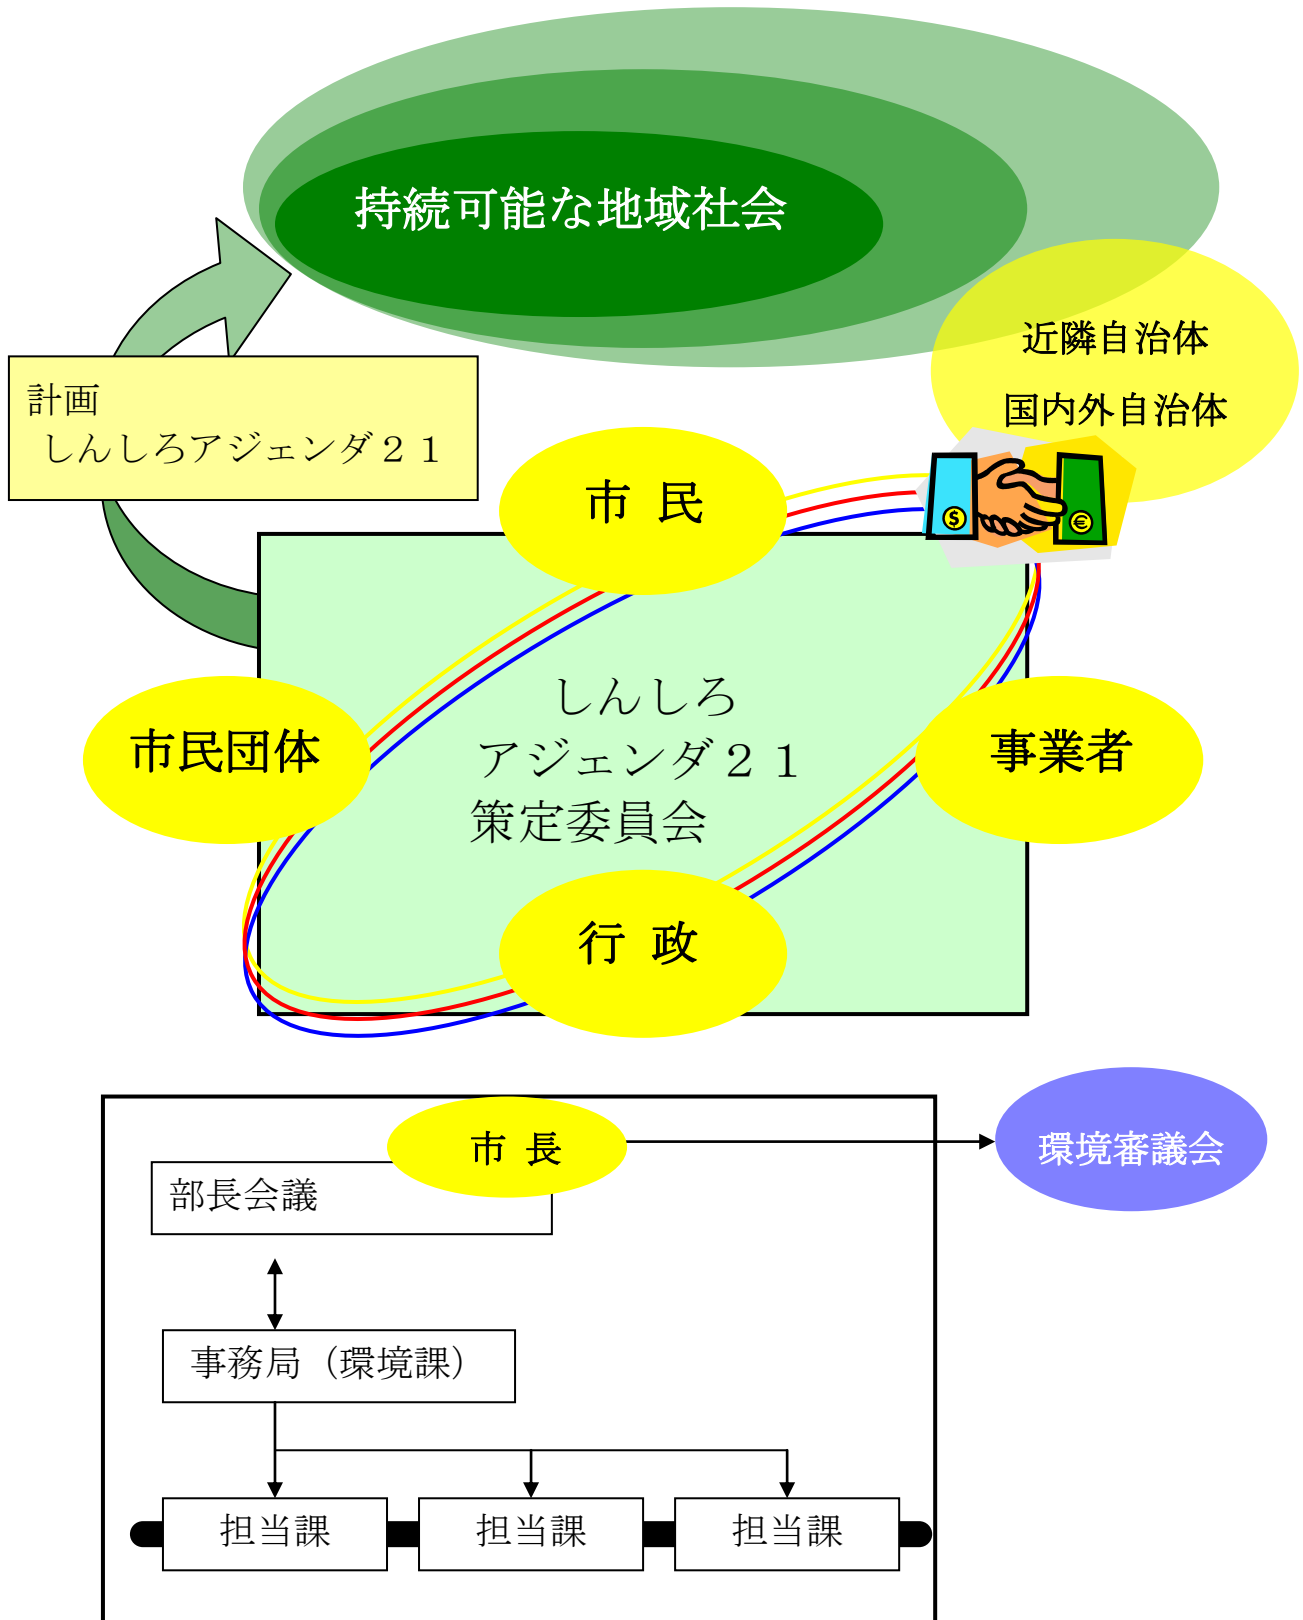 持続可能な地域社会
近隣自治体
国内外自治体
計画
しんしろアジェンダ２１
市 民
$
€
しんしろ
アジェンダ２１
策定委員会
市民団体
事業者
行 政
市 長
環境審議会
部長会議
事務局（環境課）
担当課
担当課
担当課